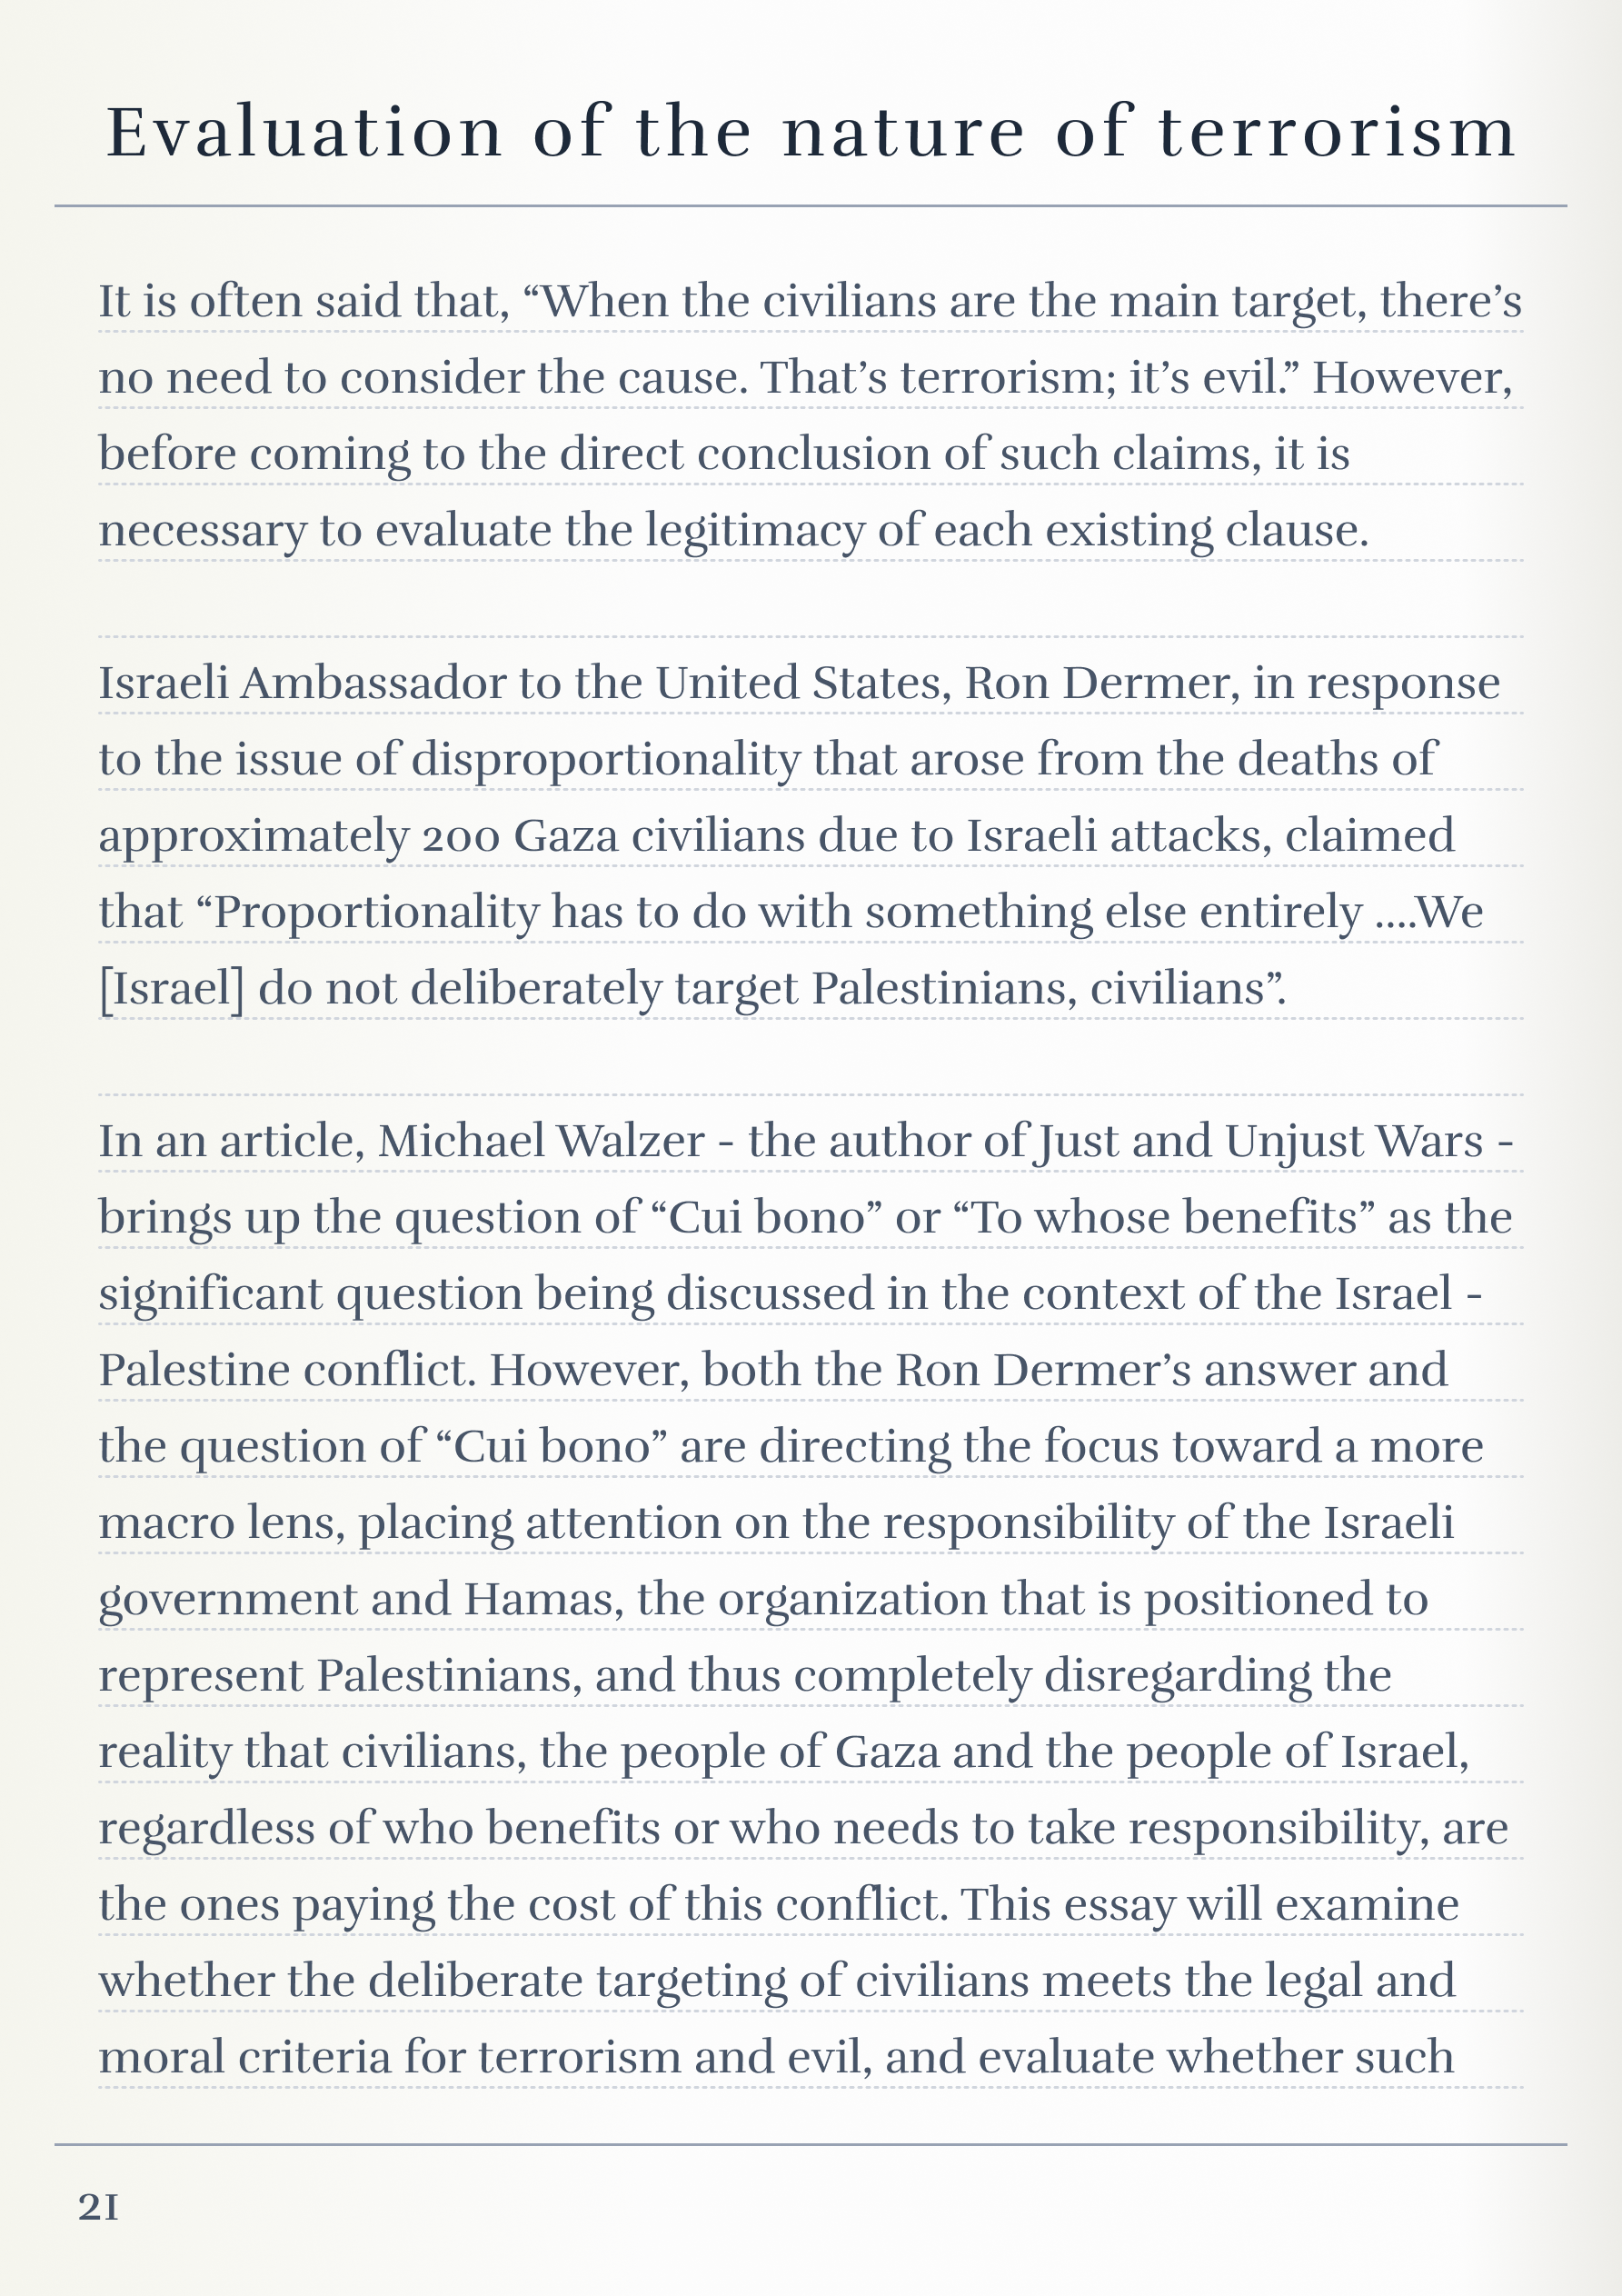 Evaluation of the nature of terrorism
It is often said that, “When the civilians are the main target, there’s
no need to consider the cause. That’s terrorism; it’s evil.” However,
before coming to the direct conclusion of such claims, it is
necessary to evaluate the legitimacy of each existing clause.
Israeli Ambassador to the United States, Ron Dermer, in response
to the issue of disproportionality that arose from the deaths of
approximately 200 Gaza civilians due to Israeli attacks, claimed
that “Proportionality has to do with something else entirely ....We
[Israel] do not deliberately target Palestinians, civilians”.
In an article, Michael Walzer - the author of Just and Unjust Wars -
brings up the question of “Cui bono” or “To whose benefits” as the
significant question being discussed in the context of the Israel -
Palestine conflict. However, both the Ron Dermer’s answer and
the question of “Cui bono” are directing the focus toward a more
macro lens, placing attention on the responsibility of the Israeli
government and Hamas, the organization that is positioned to
represent Palestinians, and thus completely disregarding the
reality that civilians, the people of Gaza and the people of Israel,
regardless of who benefits or who needs to take responsibility, are
the ones paying the cost of this conflict. This essay will examine
whether the deliberate targeting of civilians meets the legal and
moral criteria for terrorism and evil, and evaluate whether such
21